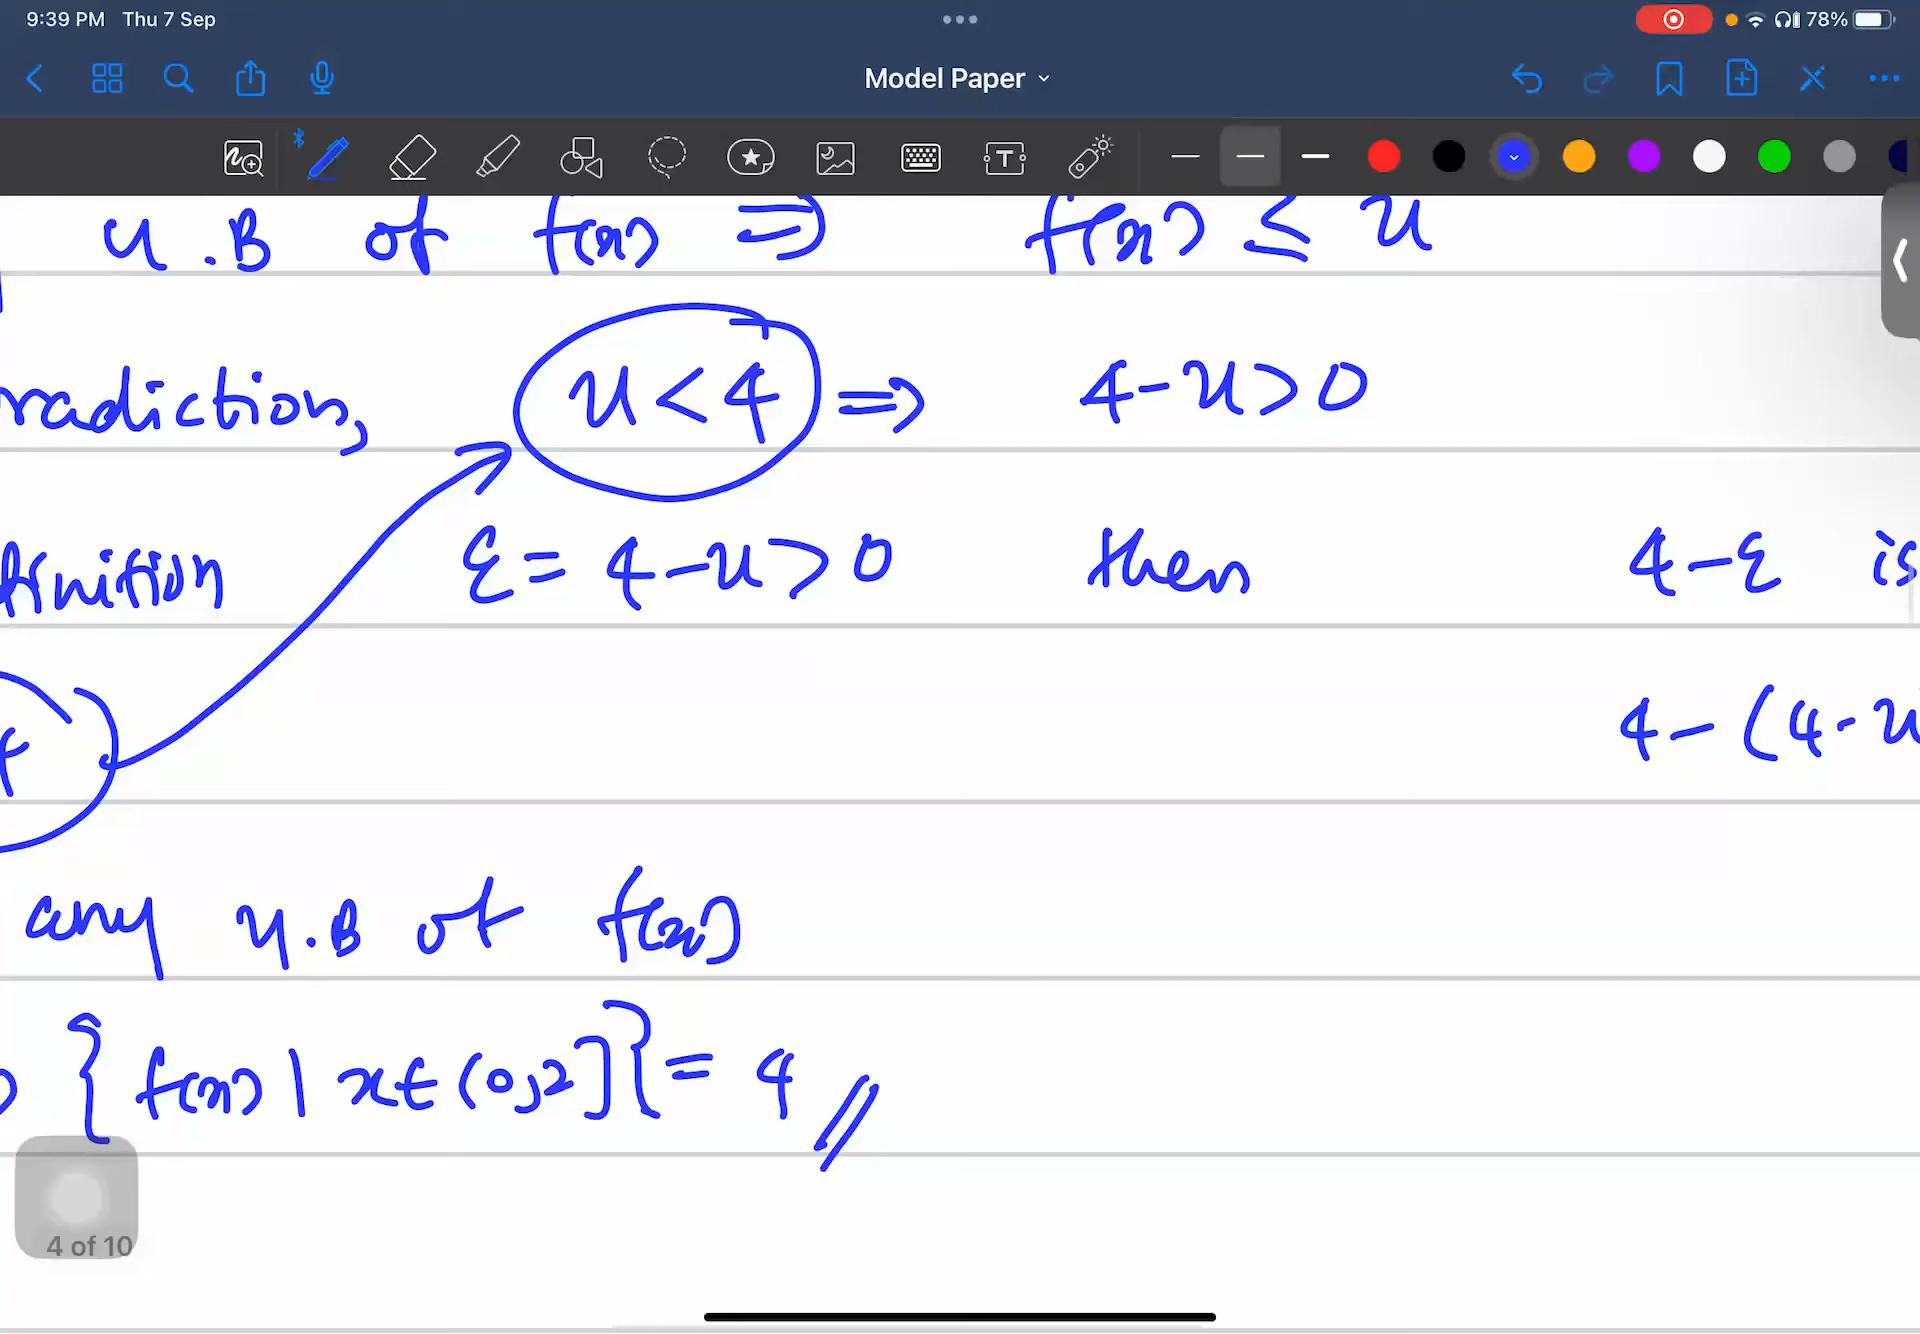 9:39 PM Thu 7 Sep
78%
Model Paper
u.B of f(x) ⇒ f(x) ≤ u
radiction, u < 4 ⇒ 4-u>0
finition ε = 4-u>0 then 4-ε is
4-(4-u
any u.B of f(x)
{ f(x) | x∈(0,2] } = 4 //
4 of 10